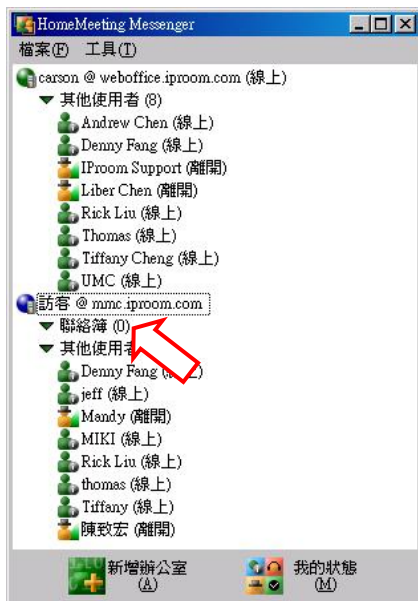 HomeMeeting Messenger
檔案(F) 工具(T)
carson @ weboffice.iproom.com (線上)
其他使用者 (8)
Andrew Chen (線上)
Denny Fang (線上)
IProom Support (離開)
Liber Chen (離開)
Rick Liu (線上)
Thomas (線上)
Tiffany Cheng (線上)
UMC (線上)
訪客 @ mmc.iproom.com
聯絡簿 (0)
其他使用者
Denny Fang (線上)
jeff (線上)
Mandy (離開)
MIKI (線上)
Rick Liu (線上)
thomas (線上)
Tiffany (線上)
陳致宏 (離開)
新增辦公室 (A)
我的狀態 (M)